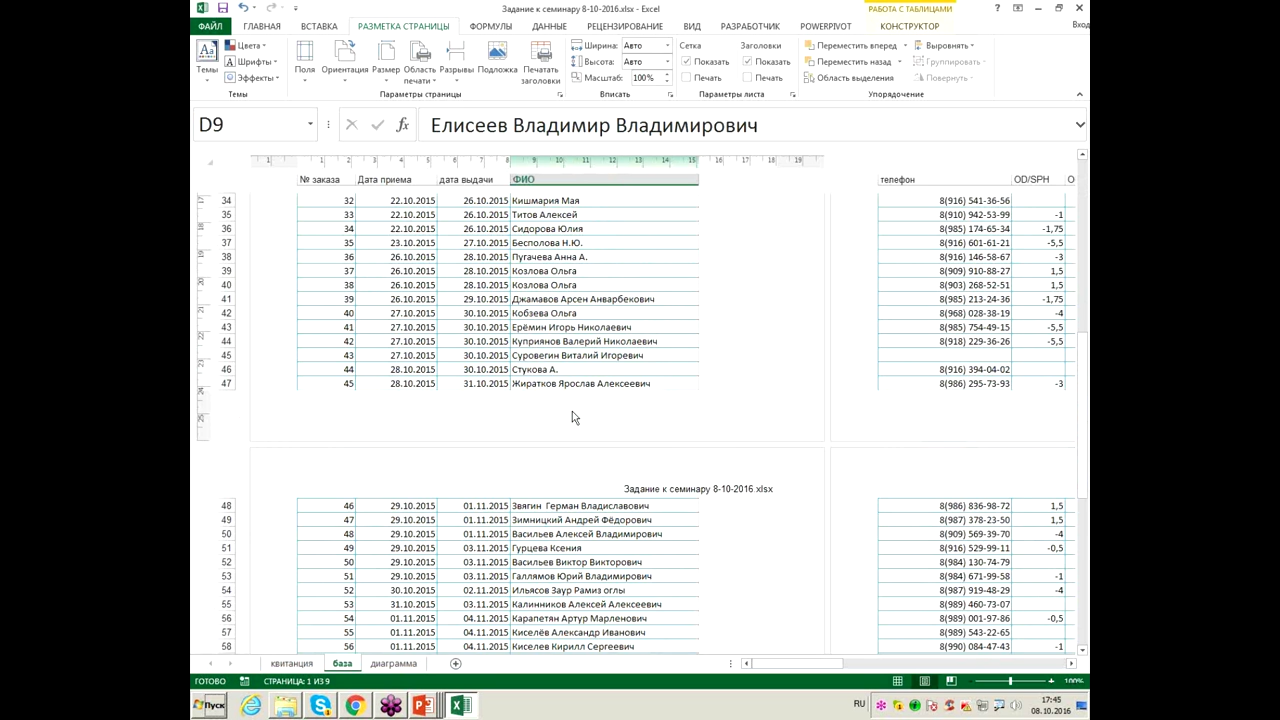 Задание к семинару 8-10-2016.xlsx - Excel
РАБОТА С ТАБЛИЦАМИ
ФАЙЛ ГЛАВНАЯ ВСТАВКА РАЗМЕТКА СТРАНИЦЫ ФОРМУЛЫ ДАННЫЕ РЕЦЕНЗИРОВАНИЕ ВИД РАЗРАБОТЧИК POWERPIVOT КОНСТРУКТОР Вход
Темы
Цвета
Шрифты
Эффекты
Темы
Поля
Ориентация
Размер
Область печати
Разрывы
Подложка
Печатать заголовки
Параметры страницы
Ширина: Авто
Высота: Авто
Масштаб: 100%
Вписать
Сетка Заголовки
Показать Показать
Печать Печать
Параметры листа
Переместить вперед
Переместить назад
Область выделения
Выровнять
Группировать
Повернуть
Упорядочение
D9 fx Елисеев Владимир Владимирович
1 1 2 3 4 5 6 7 8 9 10 11 12 13 14 15 16 17 18 19
№ заказа Дата приема дата выдачи ФИО телефон OD/SPH O
34 32 22.10.2015 26.10.2015 Кишмария Мая 8(916) 541-36-56
35 33 22.10.2015 26.10.2015 Титов Алексей 8(910) 942-53-99 -1
36 34 22.10.2015 26.10.2015 Сидорова Юлия 8(985) 174-65-34 -1,75
37 35 23.10.2015 27.10.2015 Бесполова Н.Ю. 8(916) 601-61-21 -5,5
38 36 26.10.2015 28.10.2015 Пугачева Анна А. 8(916) 146-58-67 -3
39 37 26.10.2015 28.10.2015 Козлова Ольга 8(909) 910-88-27 1,5
40 38 26.10.2015 28.10.2015 Козлова Ольга 8(903) 268-52-51 1,5
41 39 26.10.2015 29.10.2015 Джамавов Арсен Анварбекович 8(985) 213-24-36 -1,75
42 40 27.10.2015 30.10.2015 Кобзева Ольга 8(968) 028-38-19 -4
43 41 27.10.2015 30.10.2015 Ерёмин Игорь Николаевич 8(985) 754-49-15 -5,5
44 42 27.10.2015 30.10.2015 Куприянов Валерий Николаевич 8(918) 229-36-26 -5,5
45 43 27.10.2015 30.10.2015 Суровегин Виталий Игоревич
46 44 28.10.2015 30.10.2015 Стукова А. 8(916) 394-04-02
47 45 28.10.2015 31.10.2015 Жиратков Ярослав Алексеевич 8(986) 295-73-93 -3
Задание к семинару 8-10-2016.xlsx
48 46 29.10.2015 01.11.2015 Звягин Герман Владиславович 8(986) 836-98-72 1,5
49 47 29.10.2015 01.11.2015 Зимницкий Андрей Фёдорович 8(987) 378-23-50 1,5
50 48 29.10.2015 01.11.2015 Васильев Алексей Владимирович 8(909) 569-39-70 -4
51 49 29.10.2015 03.11.2015 Гурцева Ксения 8(916) 529-99-11 -0,5
52 50 29.10.2015 03.11.2015 Васильев Виктор Викторович 8(984) 130-74-79
53 51 29.10.2015 03.11.2015 Галлямов Юрий Владимирович 8(984) 671-99-58 -1
54 52 30.10.2015 02.11.2015 Ильясов Заур Рамиз оглы 8(987) 919-48-29 -4
55 53 31.10.2015 03.11.2015 Калинников Алексей Алексеевич 8(989) 460-73-07
56 54 01.11.2015 04.11.2015 Карапетян Артур Марленович 8(989) 001-97-86 -0,5
57 55 01.11.2015 04.11.2015 Киселёв Александр Иванович 8(989) 543-22-65
58 56 01.11.2015 04.11.2015 Киселев Кирилл Сергеевич 8(990) 084-47-43 -1
квитанция база диаграмма
ГОТОВО СТРАНИЦА: 1 ИЗ 9 100%
Пуск RU 17:45
08.10.2016